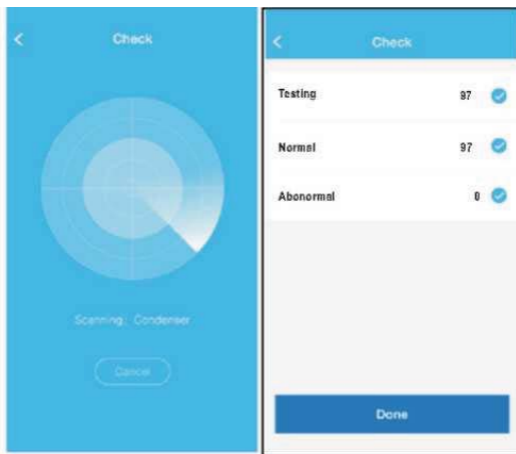 Check
Scanning: Condenser
Cancel
Check
Testing 97
Normal 97
Abonormal 0
Done